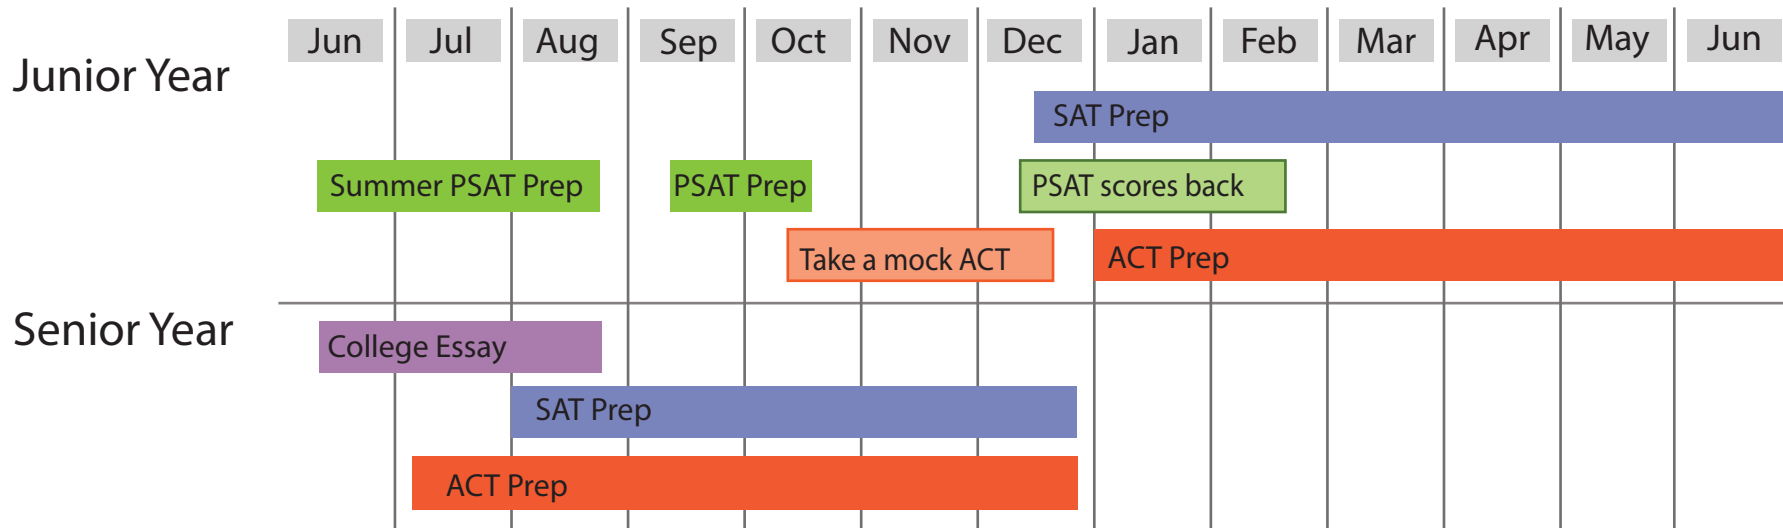 Jun Jul Aug Sep Oct Nov Dec Jan Feb Mar Apr May Jun
Junior Year
SAT Prep
Summer PSAT Prep PSAT Prep PSAT scores back
Take a mock ACT ACT Prep
Senior Year
College Essay
SAT Prep
ACT Prep